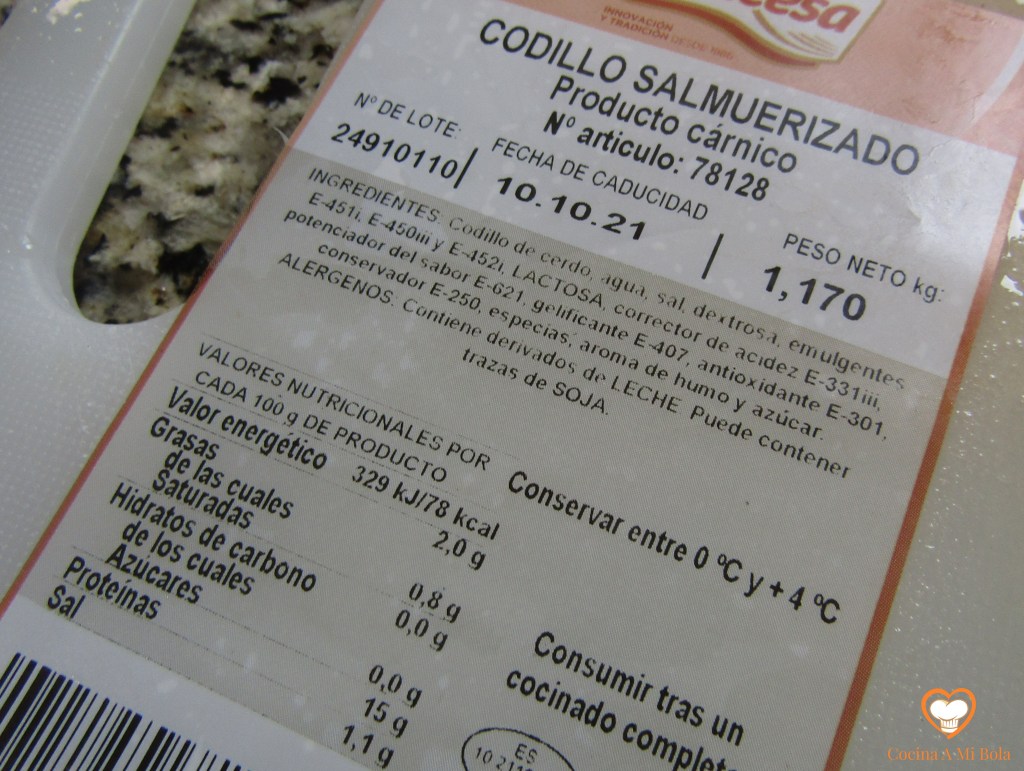 INNOVACIÓN
Y TRADICIÓN DESDE
CODILLO SALMUERIZADO
Producto cárnico
Nº articulo: 78128
Nº DE LOTE:
24910110
FECHA DE CADUCIDAD
10.10.21
PESO NETO kg:
1,170
INGREDIENTES: Codillo de cerdo, agua, sal, dextrosa, emulgentes
E-451i, E-450iii y E-452i, LACTOSA, corrector de acidez E-331iii,
potenciador del sabor E-621, gelificante E-407, antioxidante E-301,
conservador E-250, especias, aroma de humo y azúcar.
ALERGENOS. Contiene derivados de LECHE Puede contener
trazas de SOJA.
VALORES NUTRICIONALES POR
CADA 100 g DE PRODUCTO
Valor energético 329 kJ/78 kcal
Grasas 2,0 g
de las cuales
Saturadas 0,8 g
Hidratos de carbono 0,0 g
de los cuales
Azúcares 0,0 g
Proteínas 15 g
Sal 1,1 g
Conservar entre 0 ºC y + 4 ºC
Consumir tras un
cocinado
ES
Cocina A Mi Bola